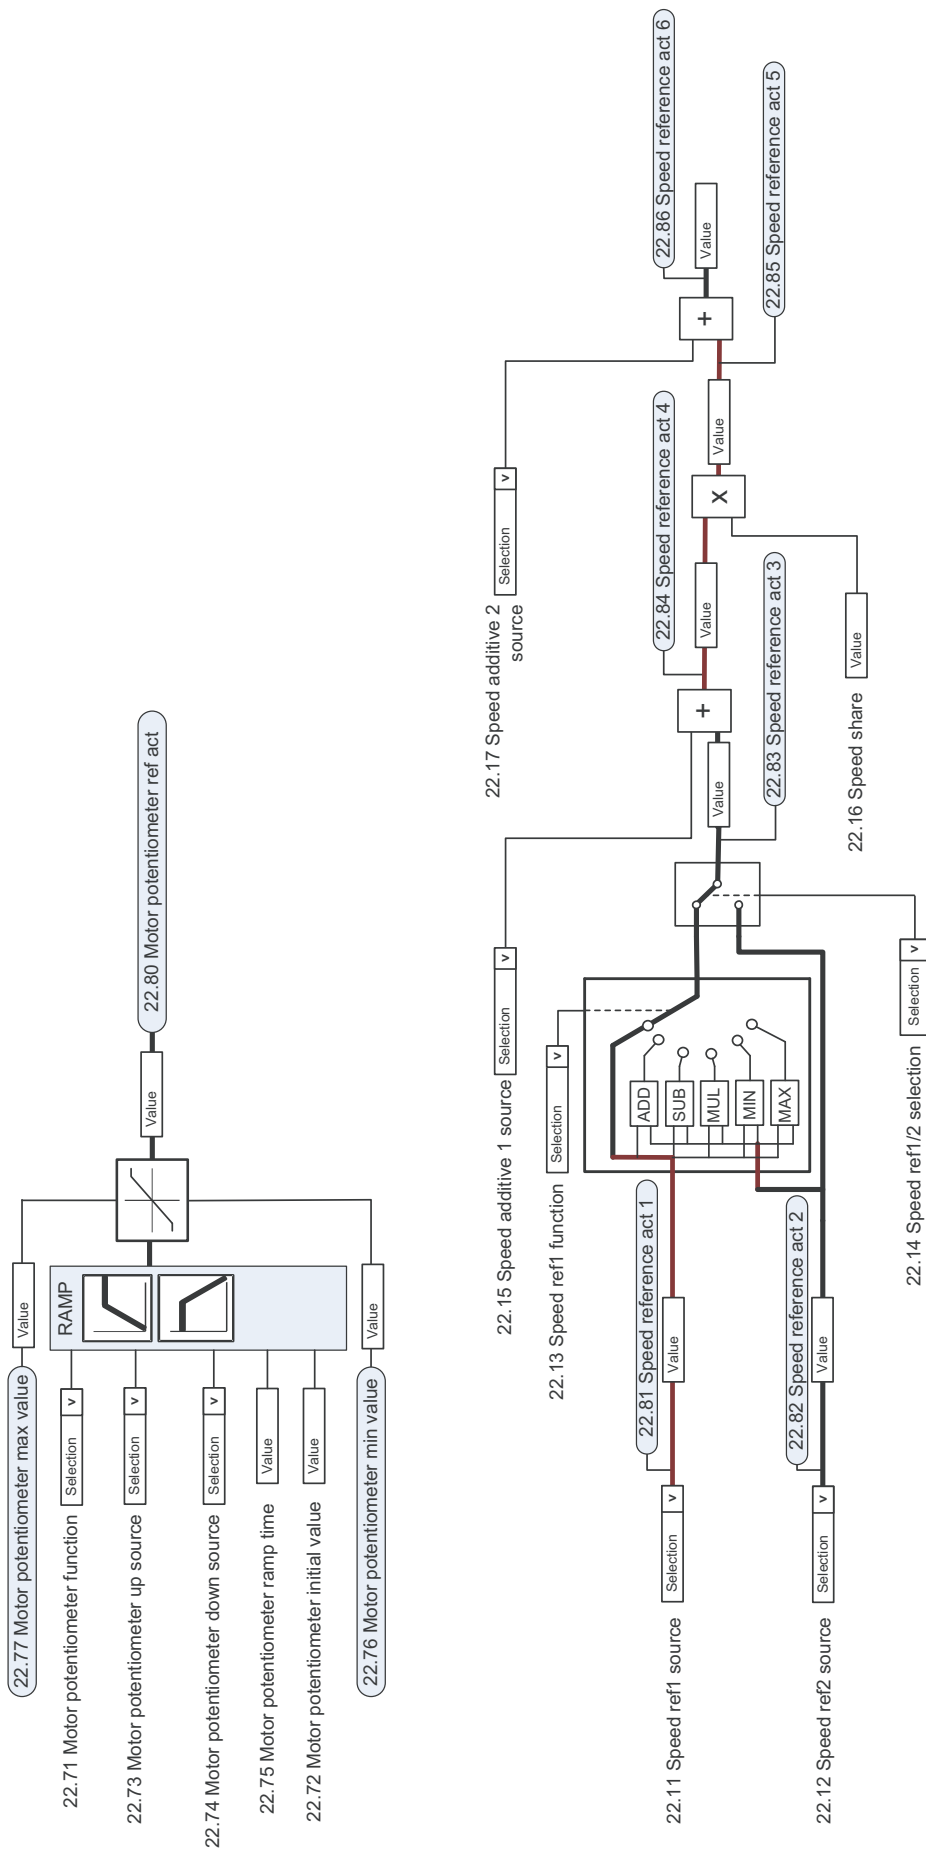 22.77 Motor potentiometer max value
Value
22.71 Motor potentiometer function
Selection
v
RAMP
22.73 Motor potentiometer up source
Selection
v
Value
22.80 Motor potentiometer ref act
22.74 Motor potentiometer down source
Selection
v
22.75 Motor potentiometer ramp time
Value
22.72 Motor potentiometer initial value
Value
22.76 Motor potentiometer min value
Value
22.17 Speed additive 2
source
Selection
v
22.15 Speed additive 1 source
Selection
v
22.13 Speed ref1 function
Selection
v
22.81 Speed reference act 1
22.84 Speed reference act 4
22.86 Speed reference act 6
22.11 Speed ref1 source
Selection
v
Value
ADD
SUB
MUL
MIN
MAX
Value
+
Value
X
Value
+
Value
22.82 Speed reference act 2
22.83 Speed reference act 3
22.85 Speed reference act 5
22.12 Speed ref2 source
Selection
v
Value
22.16 Speed share
Value
22.14 Speed ref1/2 selection
Selection
v